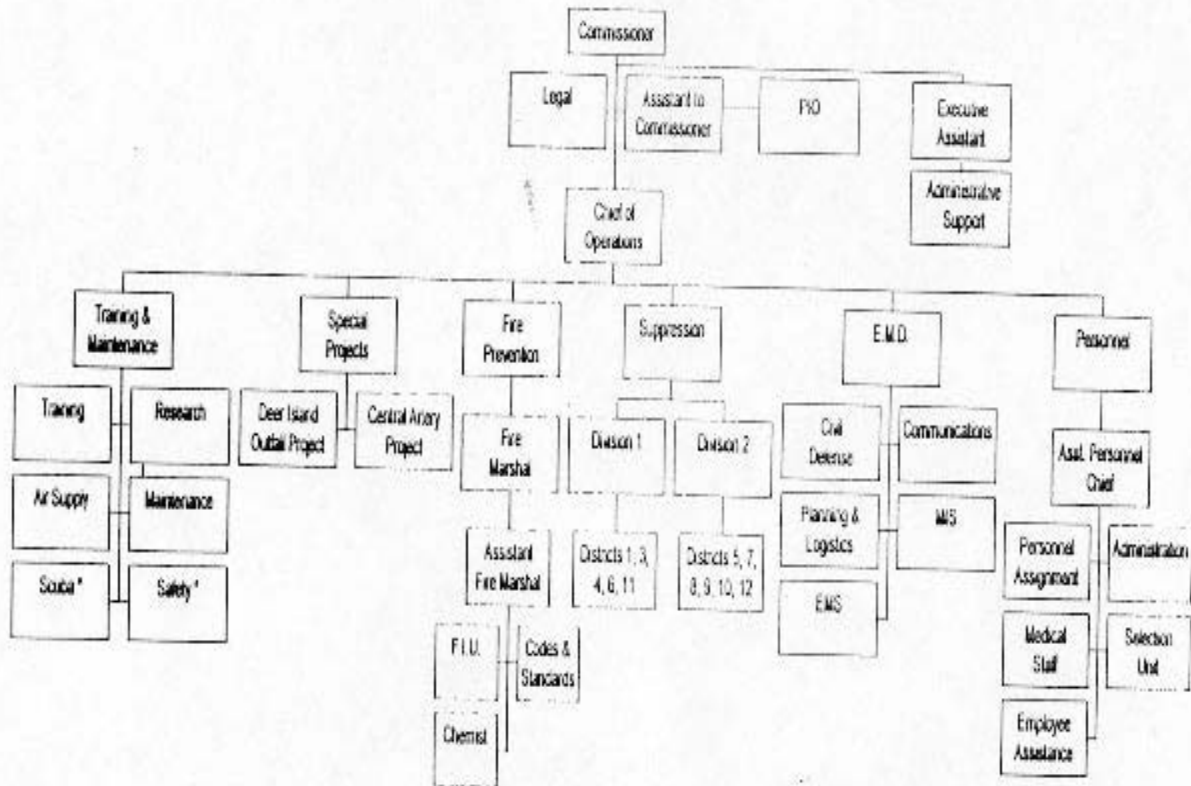 Commissioner
Legal
Assistant to
Commissioner
PIO
Executive
Assistant
Administrative
Support
Chief of
Operations
Training &
Maintenance
Special
Projects
Fire
Prevention
Suppression
E.M.D.
Personnel
Training
Research
Deer Island
Outfall Project
Central Artery
Project
Fire
Marshal
Division 1
Division 2
Civil
Defense
Communications
Asst. Personnel
Chief
Air Supply
Maintenance
Assistant
Fire Marshal
Districts 1, 3,
4, 6, 11
Districts 5, 7,
8, 9, 10, 12
Planning &
Logistics
MIS
Personnel
Assignment
Administration
Scuba *
Safety *
EMS
F.I.U.
Codes &
Standards
Medical
Staff
Selection
Unit
Chemist
Employee
Assistance